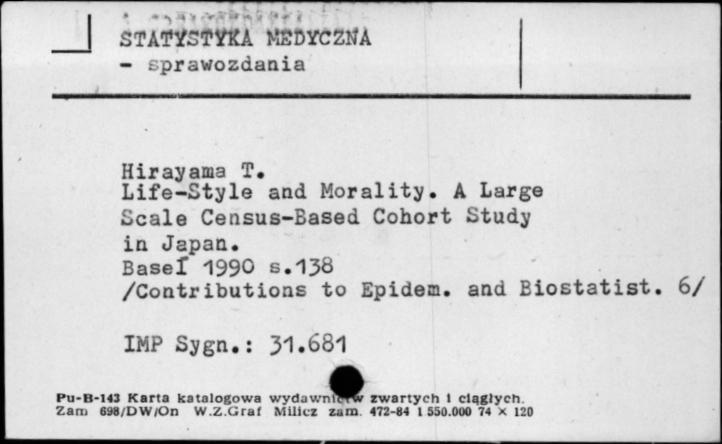 STATYSTYKA MEDYCZNA
- sprawozdania
Hirayama T.
Life-Style and Morality. A Large
Scale Census-Based Cohort Study
in Japan.
Basel 1990 s.138
/Contributions to Epidem. and Biostatist. 6/
IMP Sygn.: 31.681
Pu-B-143 Karta katalogowa wydawnictw zwartych i ciągłych.
Zam 698/DW/On W.Z.Graf Milicz zam. 472-84 1 550.000 74 × 120